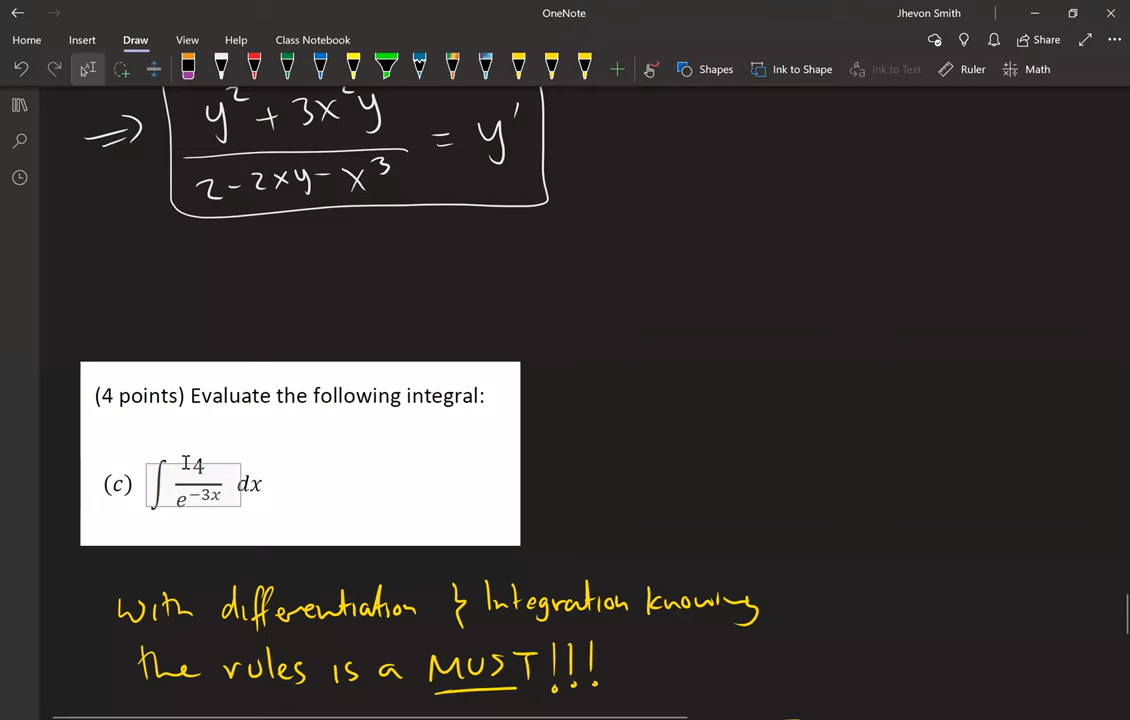 OneNote
Jhevon Smith
Home Insert Draw View Help Class Notebook
Share
Shapes Ink to Shape Ink to Text Ruler Math
⇒ y² + 3x²y / 2 - 2xy - x³ = y'
(4 points) Evaluate the following integral:
(c) ∫ 4 / e⁻³ˣ dx
with differentiation & Integration knowing
the rules is a MUST!!!